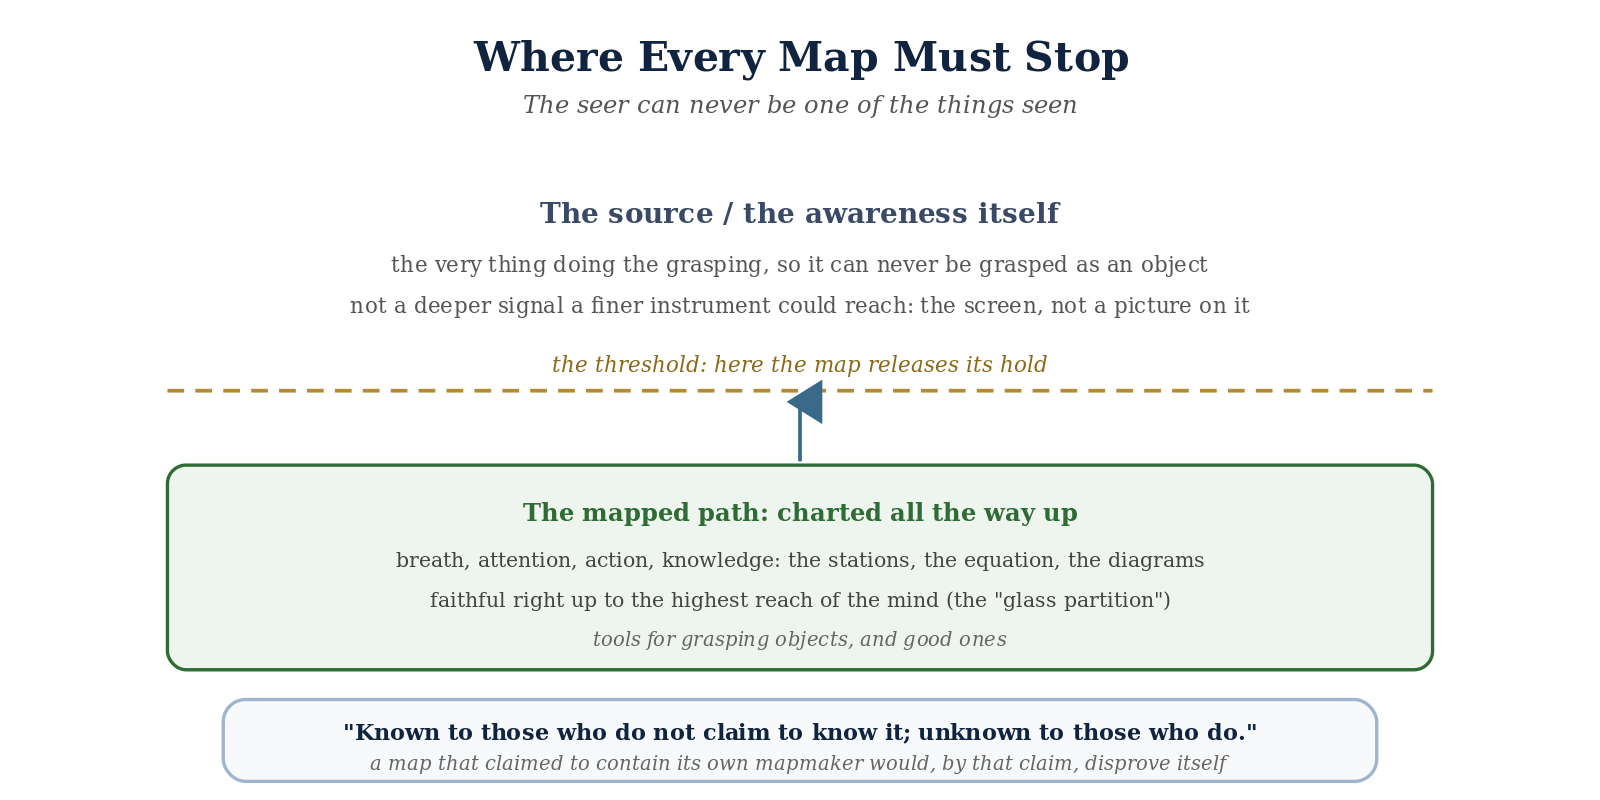 Where Every Map Must Stop
The seer can never be one of the things seen
The source / the awareness itself
the very thing doing the grasping, so it can never be grasped as an object
not a deeper signal a finer instrument could reach: the screen, not a picture on it
the threshold: here the map releases its hold
The mapped path: charted all the way up
breath, attention, action, knowledge: the stations, the equation, the diagrams
faithful right up to the highest reach of the mind (the "glass partition")
tools for grasping objects, and good ones
"Known to those who do not claim to know it; unknown to those who do."
a map that claimed to contain its own mapmaker would, by that claim, disprove itself